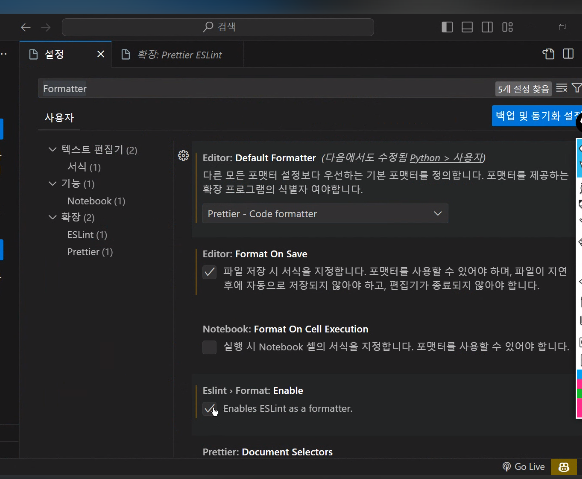 검색
설정
확장: Prettier ESLint
Formatter
5개 설정 찾음
사용자
백업 및 동기화 설정
텍스트 편집기 (2)
서식 (1)
기능 (1)
Notebook (1)
확장 (2)
ESLint (1)
Prettier (1)
Editor: Default Formatter (다음에서도 수정됨 Python > 사용자)
다른 모든 포맷터 설정보다 우선하는 기본 포맷터를 정의합니다. 포맷터를 제공하는
확장 프로그램의 식별자 여야합니다.
Prettier - Code formatter
Editor: Format On Save
파일 저장 시 서식을 지정합니다. 포맷터를 사용할 수 있어야 하며, 파일이 지연
후에 자동으로 저장되지 않아야 하고, 편집기가 종료되지 않아야 합니다.
Notebook: Format On Cell Execution
실행 시 Notebook 셀의 서식을 지정합니다. 포맷터를 사용할 수 있어야 합니다.
Eslint › Format: Enable
Enables ESLint as a formatter.
Prettier: Document Selectors
Go Live